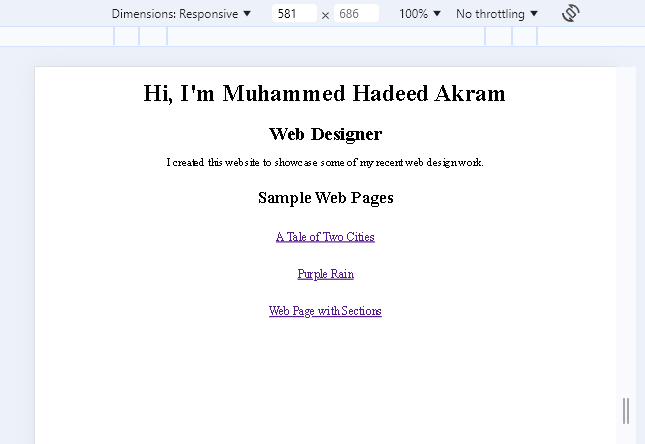 Dimensions: Responsive ▼ 581 × 686 100% ▼ No throttling ▼
Hi, I'm Muhammed Hadeed Akram
Web Designer
I created this website to showcase some of my recent web design work.
Sample Web Pages
A Tale of Two Cities
Purple Rain
Web Page with Sections